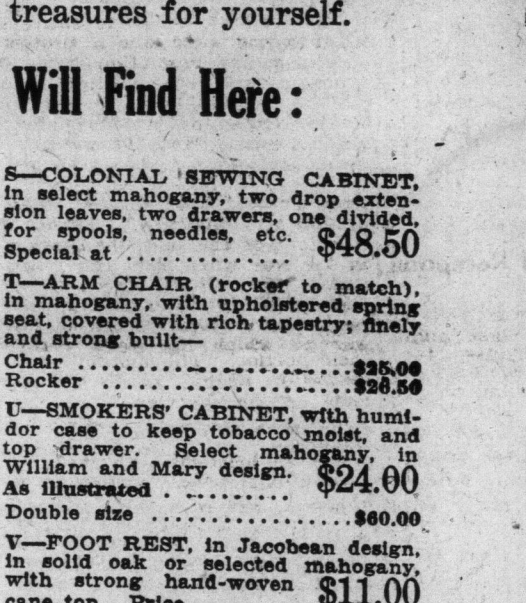 treasures for yourself.
Will Find Here:
S—COLONIAL SEWING CABINET,
in select mahogany, two drop exten-
sion leaves, two drawers, one divided,
for spools, needles, etc. $48.50
Special at ..............
T—ARM CHAIR (rocker to match),
in mahogany, with upholstered spring
seat, covered with rich tapestry; finely
and strong built—
Chair ..........................$25.00
Rocker .......................$26.50
U—SMOKERS' CABINET, with humi-
dor case to keep tobacco moist, and
top drawer. Select mahogany, in
William and Mary design. $24.00
As illustrated ...........
Double size ..................$60.00
V—FOOT REST, in Jacobean design,
in solid oak or selected mahogany,
with strong hand-woven $11.00
cane top. Price